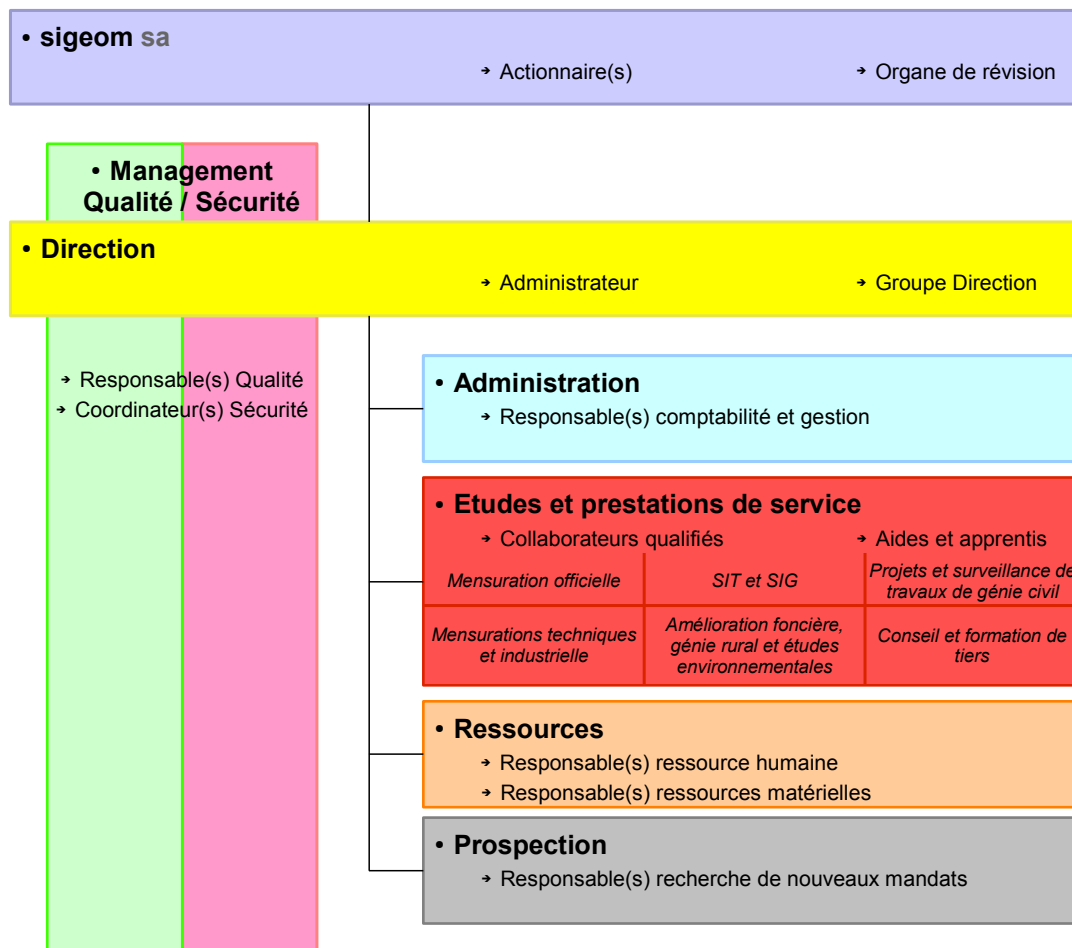 • sigeom sa
➔ Actionnaire(s) ➔ Organe de révision
• Management
Qualité / Sécurité
• Direction
➔ Administrateur ➔ Groupe Direction
➔ Responsable(s) Qualité
➔ Coordinateur(s) Sécurité
• Administration
➔ Responsable(s) comptabilité et gestion
• Etudes et prestations de service
➔ Collaborateurs qualifiés ➔ Aides et apprentis
Mensuration officielle
SIT et SIG
Projets et surveillance de
travaux de génie civil
Mensurations techniques
et industrielle
Amélioration foncière,
génie rural et études
environnementales
Conseil et formation de
tiers
• Ressources
➔ Responsable(s) ressource humaine
➔ Responsable(s) ressources matérielles
• Prospection
➔ Responsable(s) recherche de nouveaux mandats